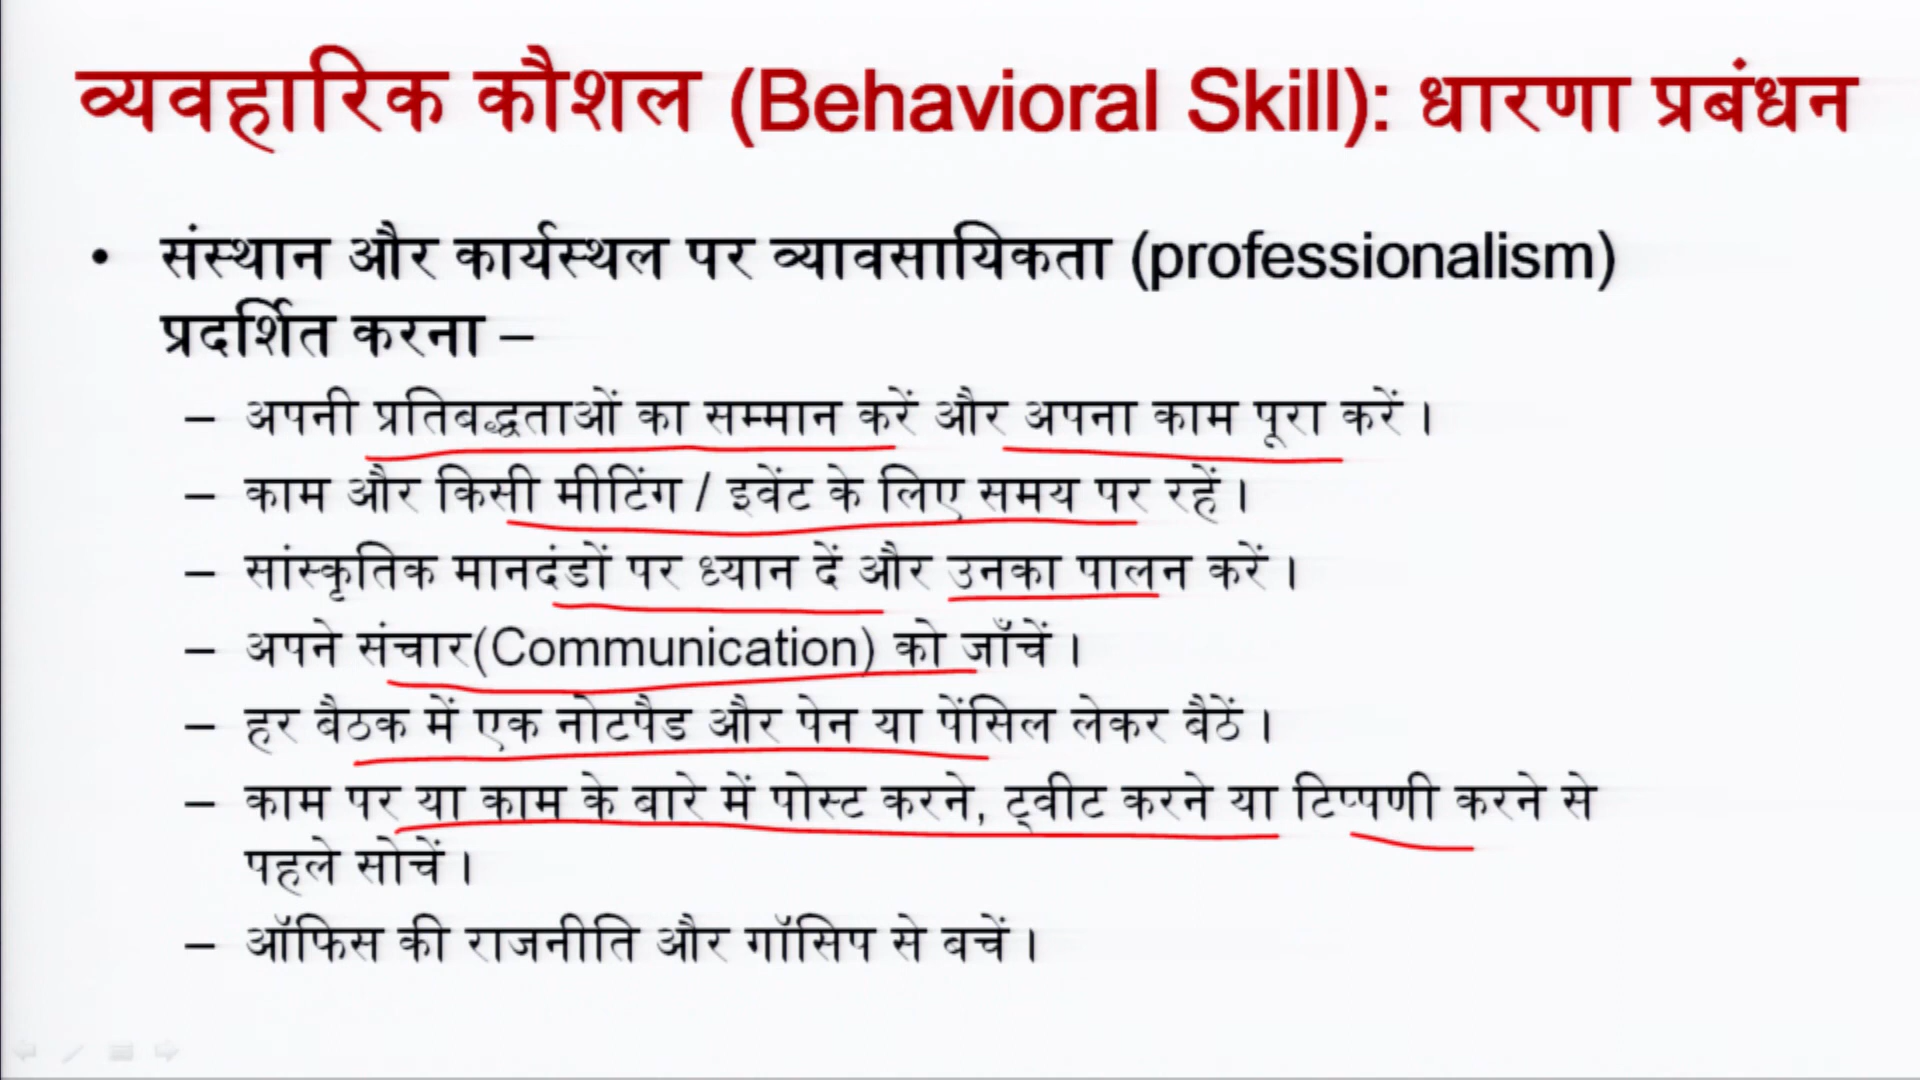 व्यवहारिक कौशल (Behavioral Skill): धारणा प्रबंधन
• संस्थान और कार्यस्थल पर व्यावसायिकता (professionalism)
प्रदर्शित करना –
– अपनी प्रतिबद्धताओं का सम्मान करें और अपना काम पूरा करें।
– काम और किसी मीटिंग / इवेंट के लिए समय पर रहें।
– सांस्कृतिक मानदंडों पर ध्यान दें और उनका पालन करें।
– अपने संचार(Communication) को जाँचें।
– हर बैठक में एक नोटपैड और पेन या पेंसिल लेकर बैठें।
– काम पर या काम के बारे में पोस्ट करने, ट्वीट करने या टिप्पणी करने से
पहले सोचें।
– ऑफिस की राजनीति और गॉसिप से बचें।